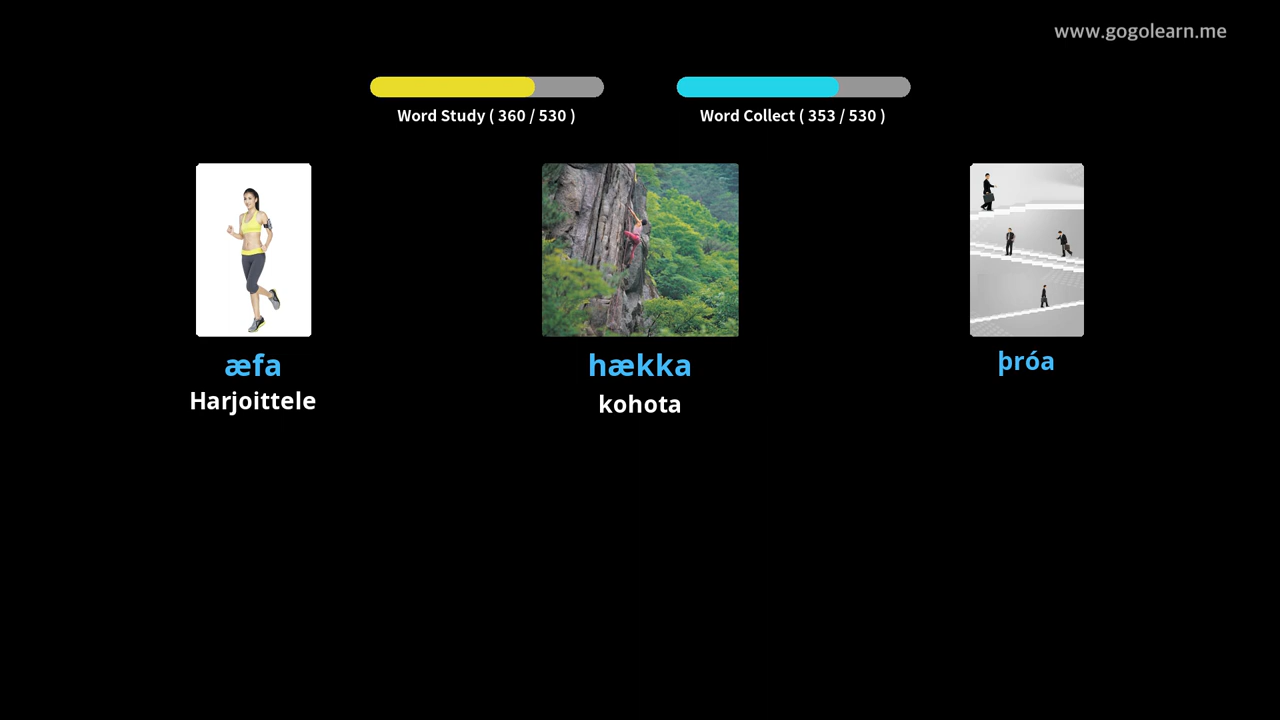 www.gogolearn.me
Word Study ( 360 / 530 )
Word Collect ( 353 / 530 )
æfa
hækka
þróa
Harjoittele
kohota